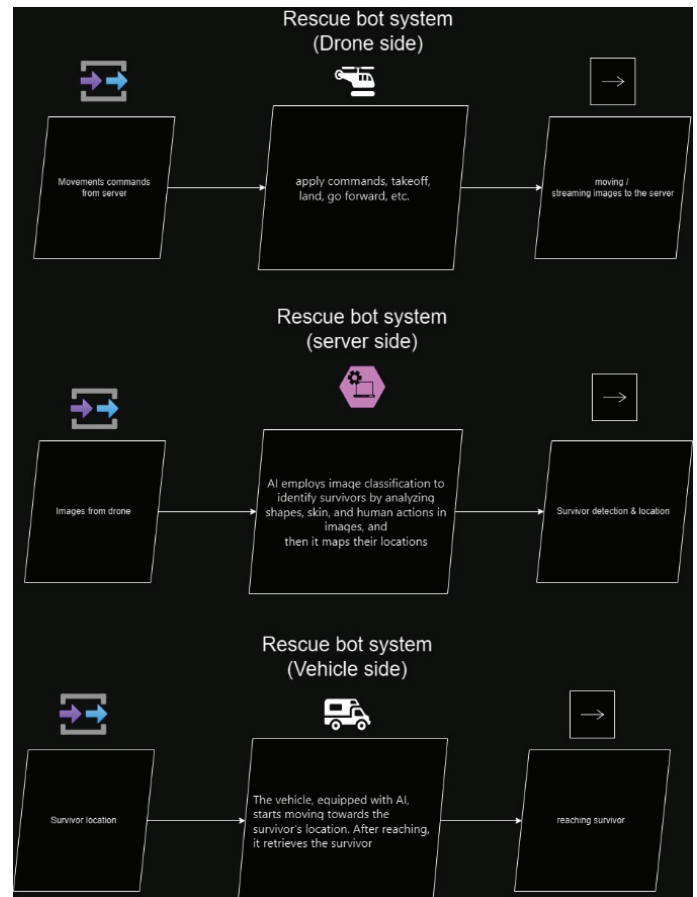 Rescue bot system
(Drone side)
Movements commands
from server
apply commands, takeoff,
land, go forward, etc.
moving /
streaming images to the server
Rescue bot system
(server side)
Images from drone
AI employs image classification to
identify survivors by analyzing
shapes, skin, and human actions in
images, and
then it maps their locations
Survivor detection & location
Rescue bot system
(Vehicle side)
Survivor location
The vehicle, equipped with AI,
starts moving towards the
survivor's location. After reaching,
it retrieves the survivor
reaching survivor